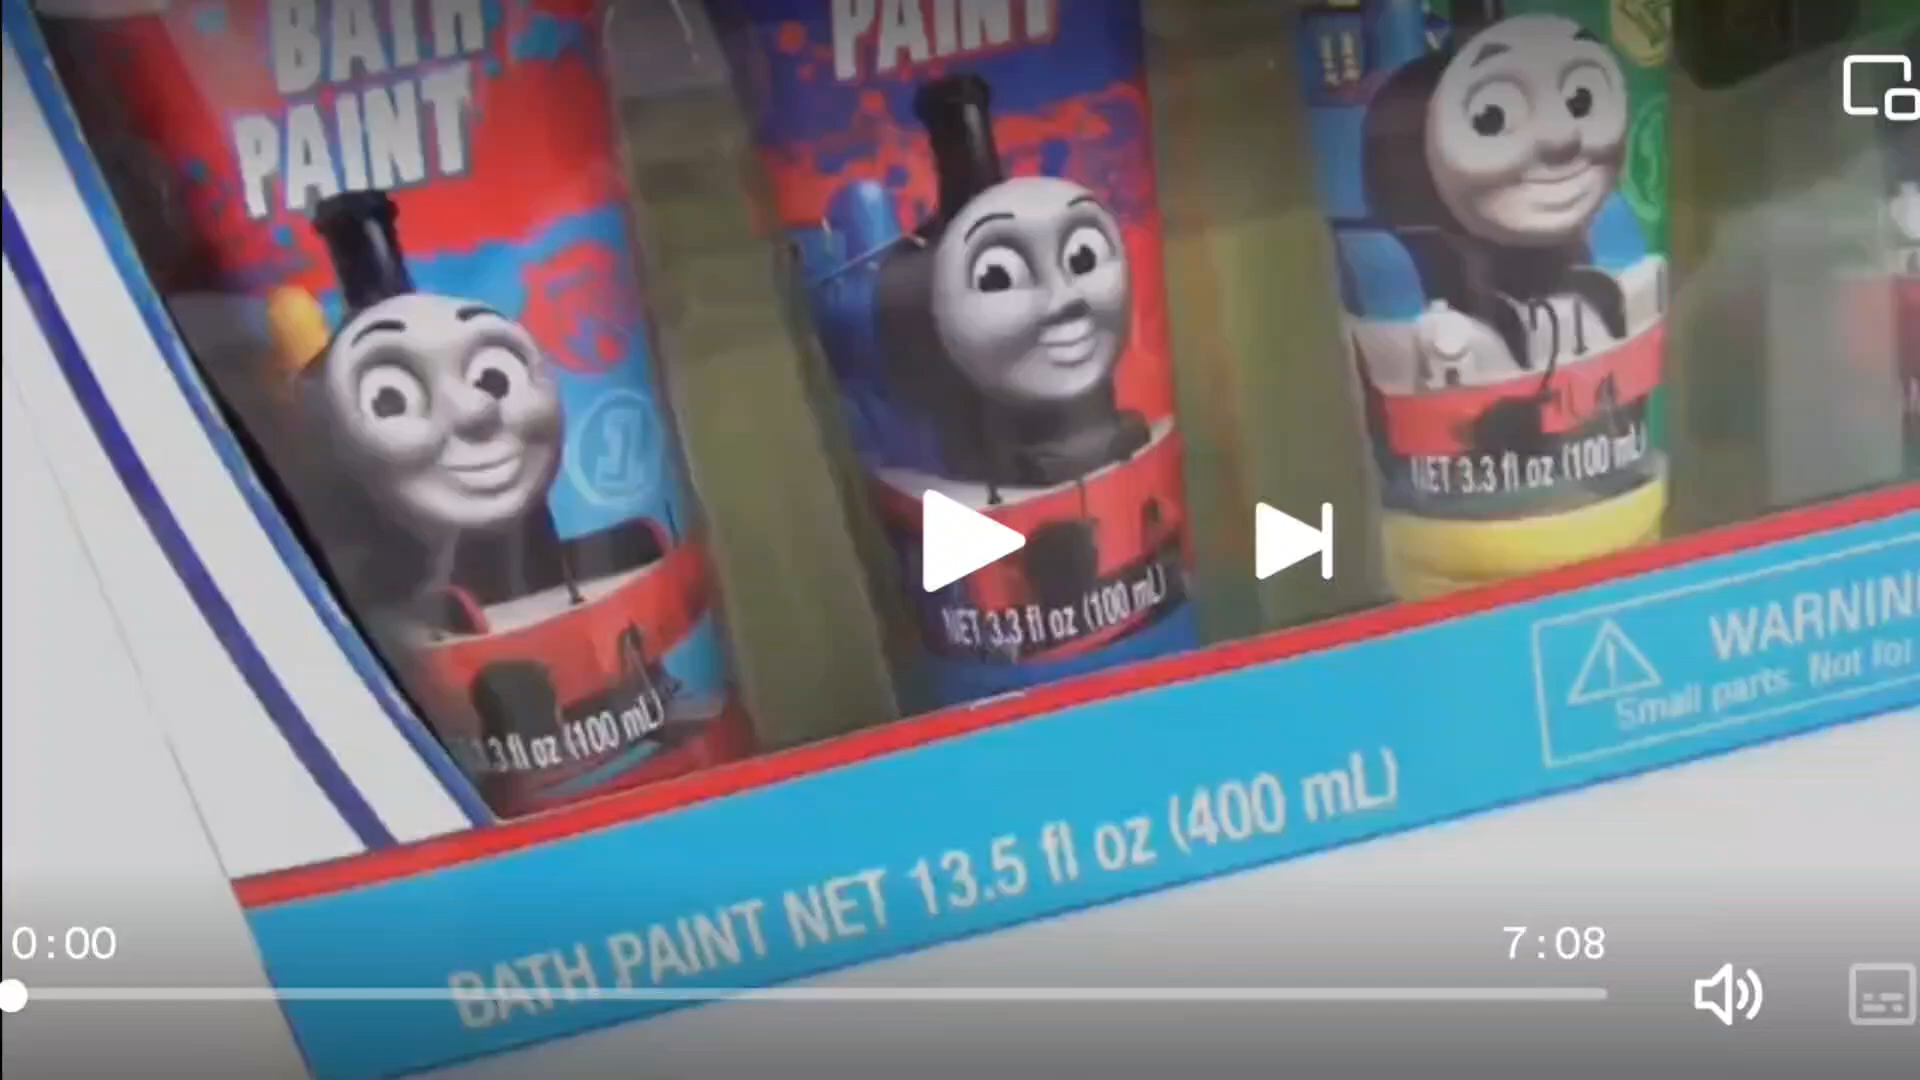 BATH
PAINT
PAINT
1
NET 3.3 fl oz (100 mL)
NET 3.3 fl oz (100 mL)
3.3 fl oz (100 mL)
WARNIN
Small parts. Not for
BATH PAINT NET 13.5 fl oz (400 mL)
0:00
7:08